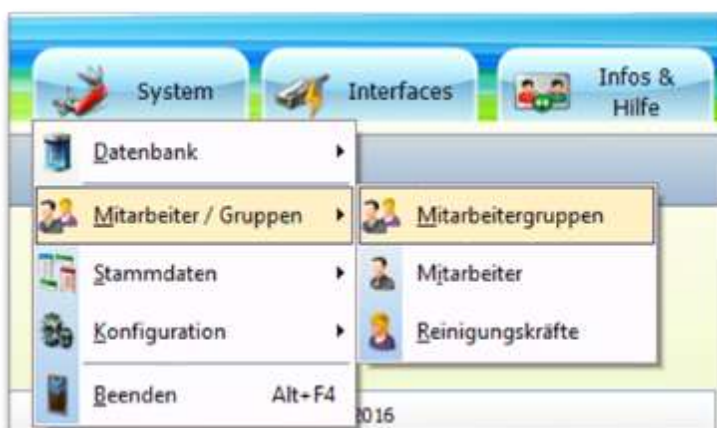 System
Interfaces
Infos &
Hilfe
Datenbank
Mitarbeiter / Gruppen
Mitarbeitergruppen
Stammdaten
Mitarbeiter
Konfiguration
Reinigungskräfte
Beenden Alt+F4
2016